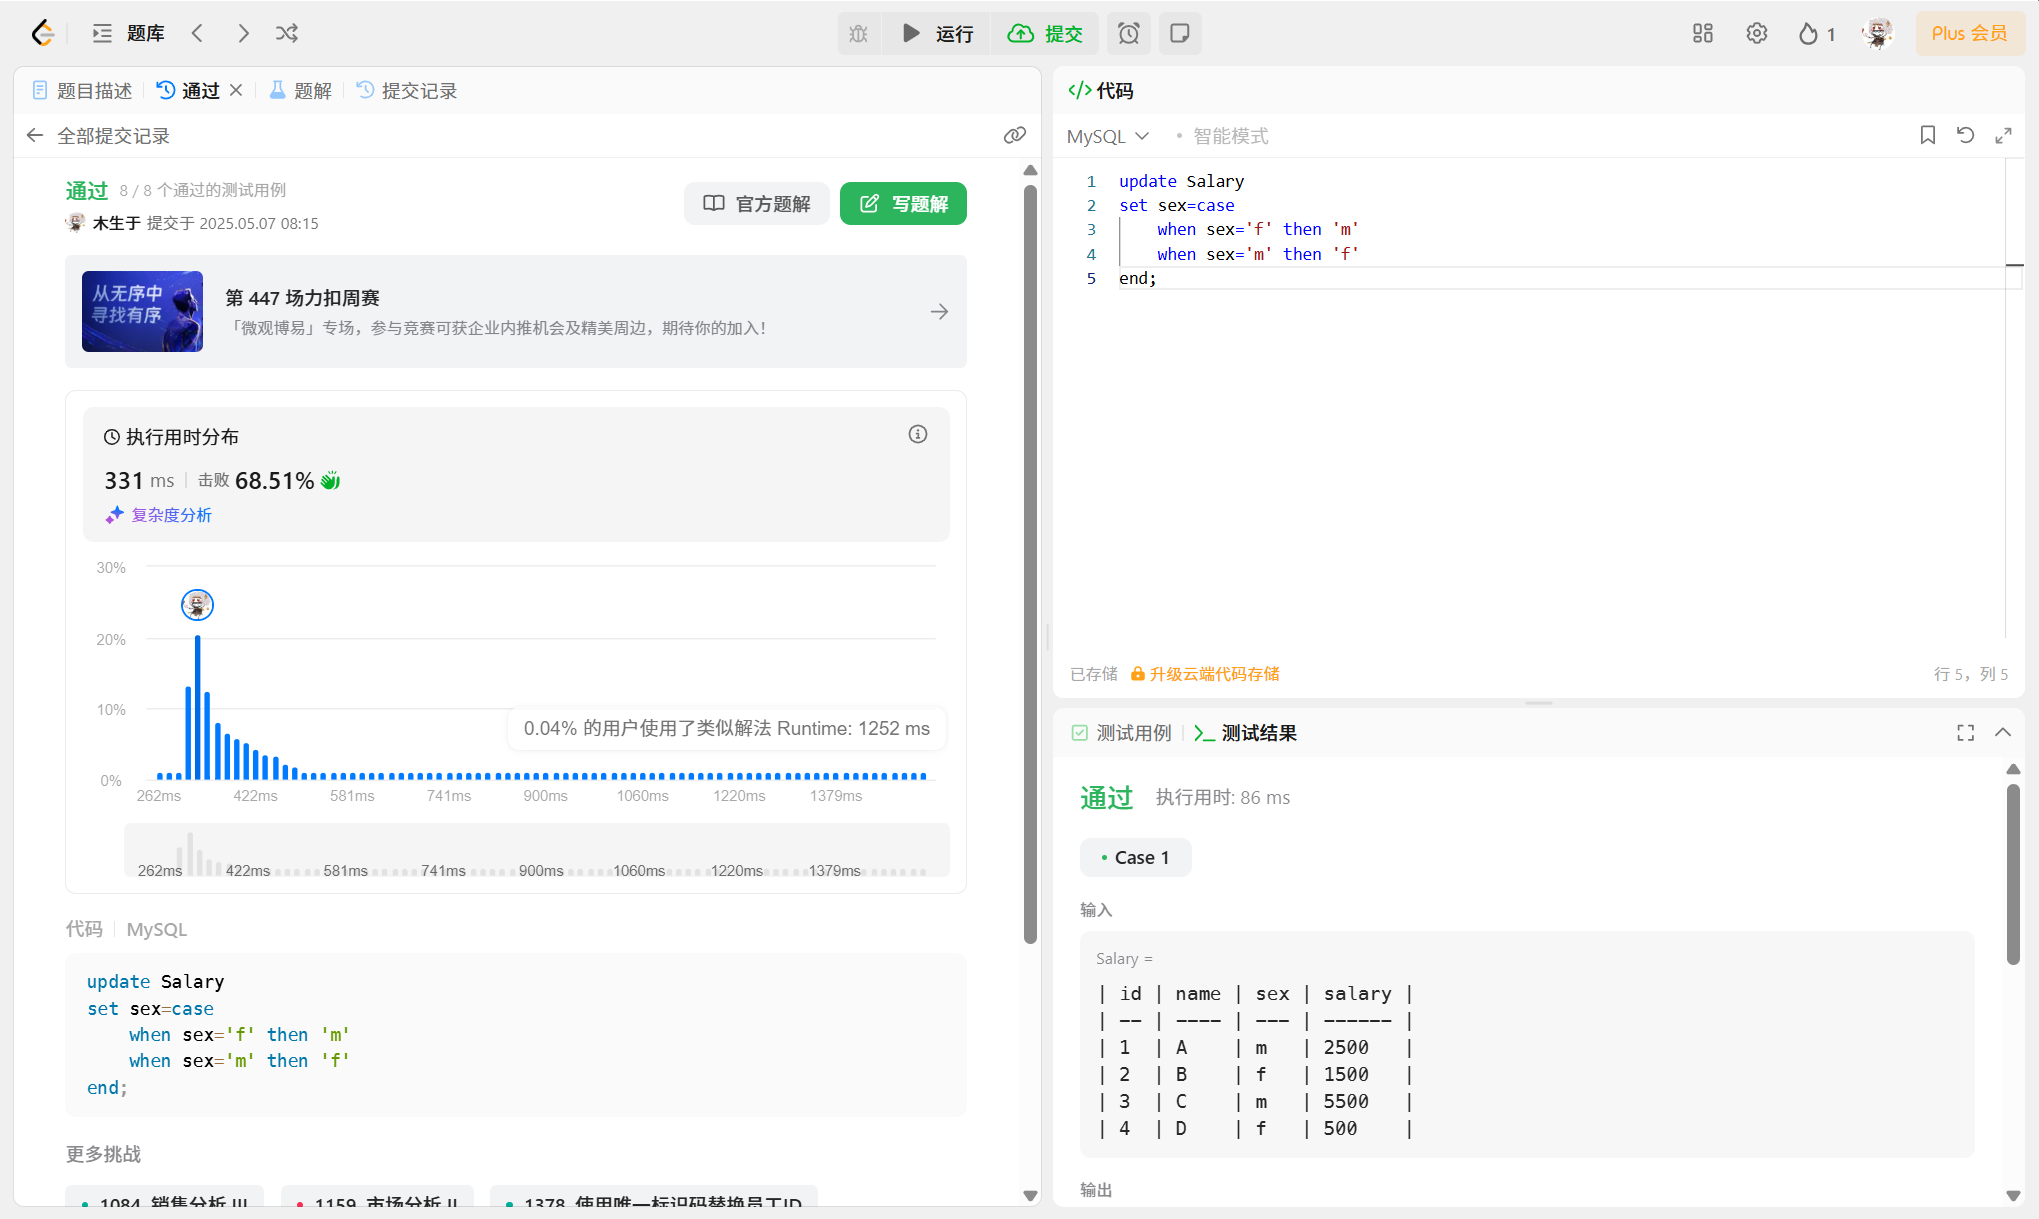 题库
运行
提交
1
Plus 会员
题目描述
通过
题解
提交记录
全部提交记录
通过 8 / 8 个通过的测试用例
木生于 提交于 2025.05.07 08:15
官方题解
写题解
从无序中
寻找有序
第 447 场力扣周赛
「微观博易」专场，参与竞赛可获企业内推机会及精美周边，期待你的加入！
执行用时分布
331 ms 击败 68.51%
复杂度分析
30%
20%
10%
0%
0.04% 的用户使用了类似解法 Runtime: 1252 ms
262ms 422ms 581ms 741ms 900ms 1060ms 1220ms 1379ms
262ms 422ms 581ms 741ms 900ms 1060ms 1220ms 1379ms
代码 MySQL
update Salary
set sex=case
    when sex='f' then 'm'
    when sex='m' then 'f'
end;
更多挑战
1084. 销售分析 III
1159. 市场分析 II
1378. 使用唯一标识码替换员工ID
</> 代码
MySQL • 智能模式
1 update Salary
2 set sex=case
3     when sex='f' then 'm'
4     when sex='m' then 'f'
5 end;
已存储 升级云端代码存储 行 5，列 5
测试用例 >_ 测试结果
通过 执行用时: 86 ms
• Case 1
输入
Salary =
| id | name | sex | salary |
| -- | ---- | --- | ------ |
| 1  | A    | m   | 2500   |
| 2  | B    | f   | 1500   |
| 3  | C    | m   | 5500   |
| 4  | D    | f   | 500    |
输出